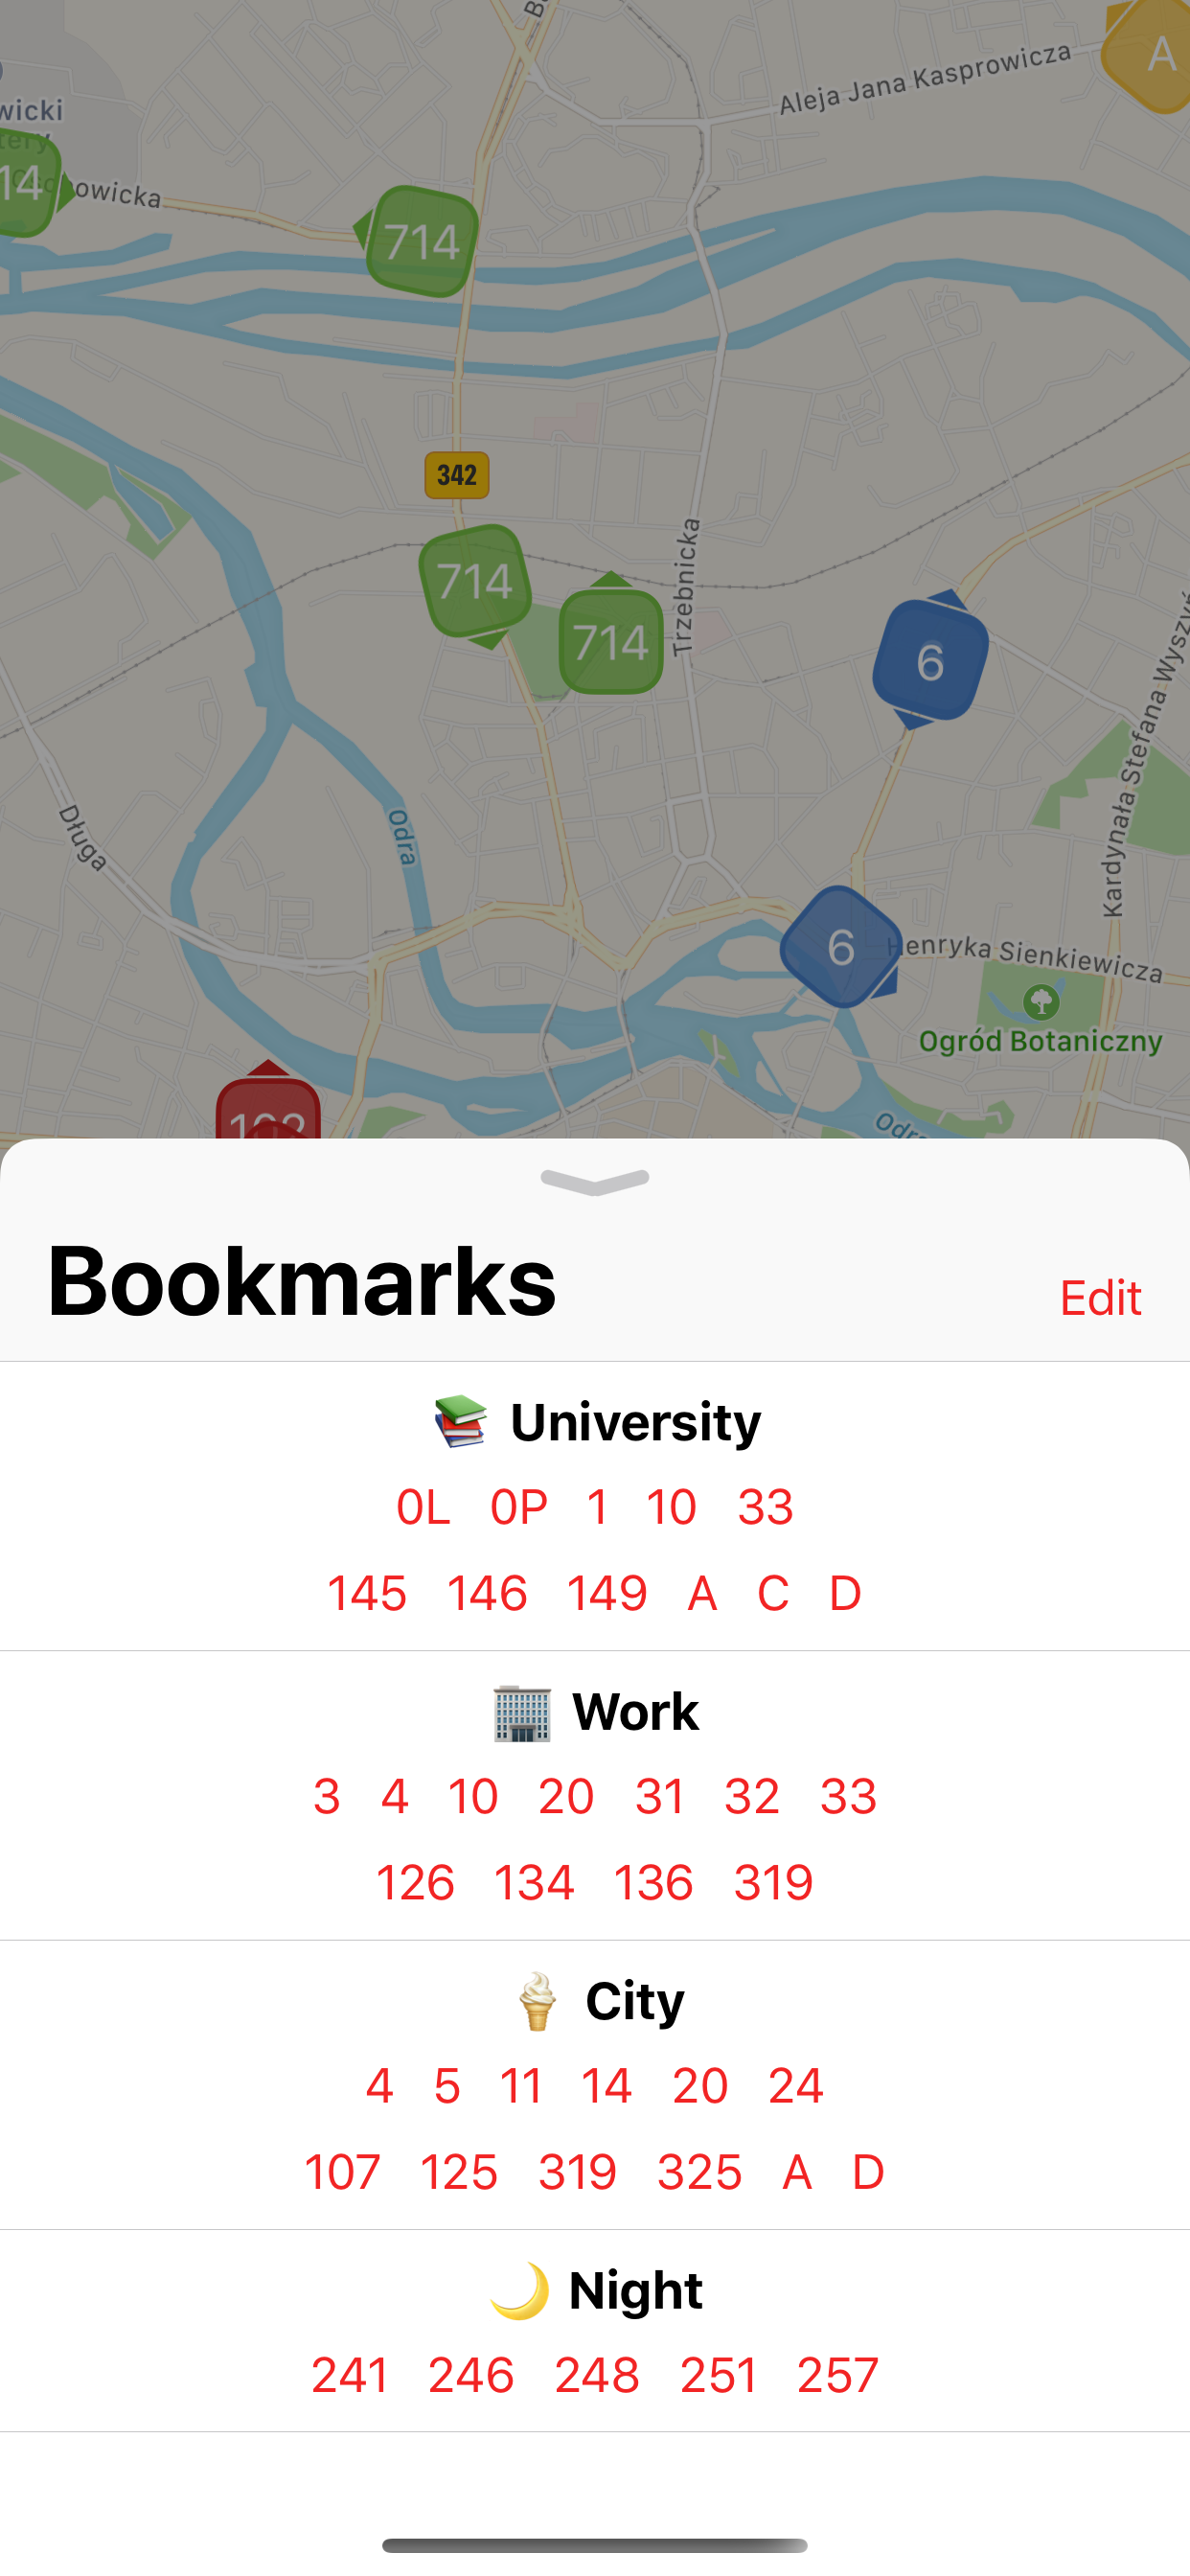 Aleja Jana Kasprowicza
A
wicki
tery
14
owicka
714
342
714
714
Trzebnicka
6
Kardynała Stefana Wyszyń
Długa
Odra
6
Henryka Sienkiewicza
Ogród Botaniczny
Odra
Bookmarks
Edit
University
0L 0P 1 10 33
145 146 149 A C D
Work
3 4 10 20 31 32 33
126 134 136 319
City
4 5 11 14 20 24
107 125 319 325 A D
Night
241 246 248 251 257